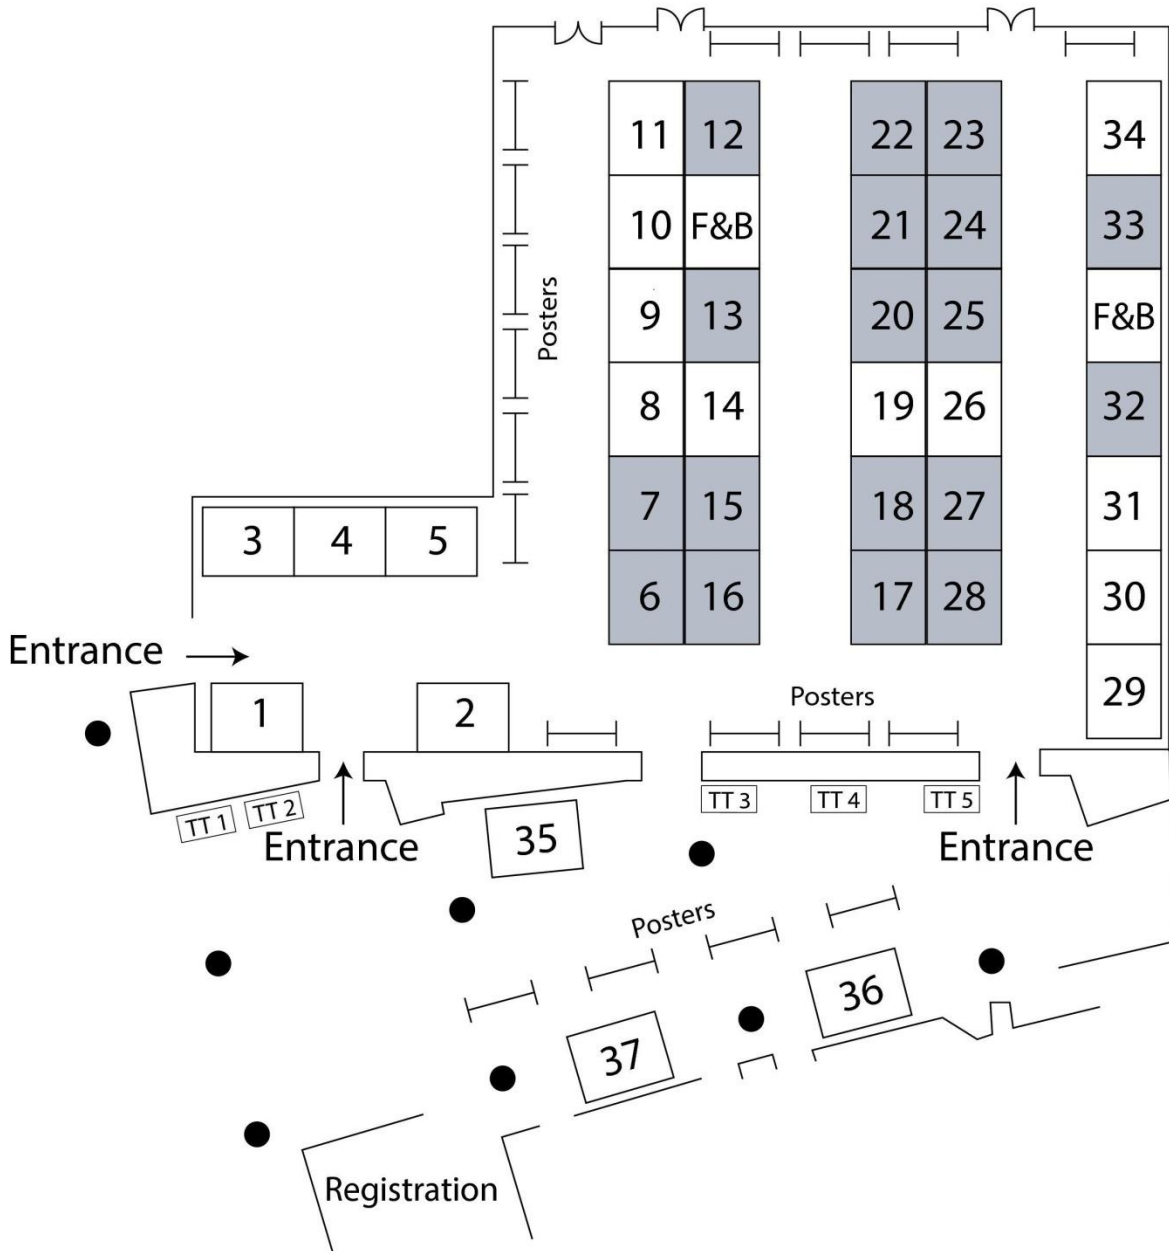 11 12 22 23 34
10 F&B 21 24 33
Posters
9 13 20 25 F&B
8 14 19 26 32
7 15 18 27 31
3 4 5
6 16 17 28 30
Entrance
1 2 Posters 29
TT 1 TT 2 TT 3 TT 4 TT 5
Entrance 35 Entrance
Posters
36
37
Registration